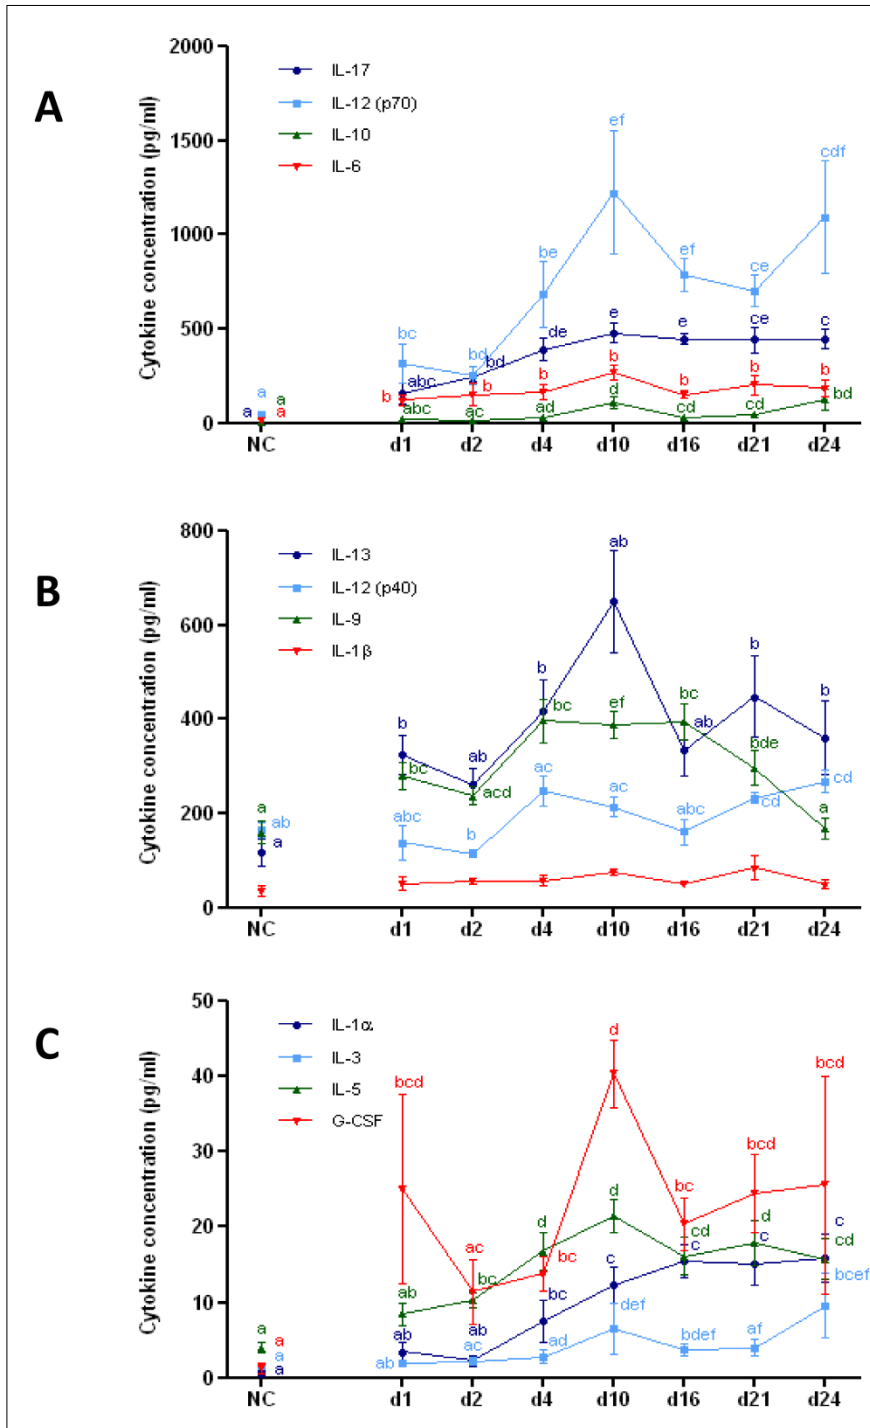 A
Cytokine concentration (pg/ml)
2000
1500
1000
500
0
IL-17
IL-12 (p70)
IL-10
IL-6
a
a
a
a
b
bc
abc
abc
bd
bd
b
ac
be
de
b
ad
ef
e
b
d
ef
e
b
cd
ce
ce
b
cd
cdf
c
b
bd
NC
d1
d2
d4
d10
d16
d21
d24
B
Cytokine concentration (pg/ml)
800
600
400
200
0
IL-13
IL-12 (p40)
IL-9
IL-1β
a
ab
a
b
bc
abc
ab
acd
b
b
bc
ac
ab
ef
ac
bc
ab
abc
b
bde
cd
b
cd
a
NC
d1
d2
d4
d10
d16
d21
d24
C
Cytokine concentration (pg/ml)
50
40
30
20
10
0
IL-1α
IL-3
IL-5
G-CSF
a
a
a
a
bcd
ab
ab
ab
ac
bc
ab
ac
d
bc
bc
ad
d
d
c
def
bc
cd
c
bdef
bcd
d
c
af
bcd
c
cd
bcef
NC
d1
d2
d4
d10
d16
d21
d24